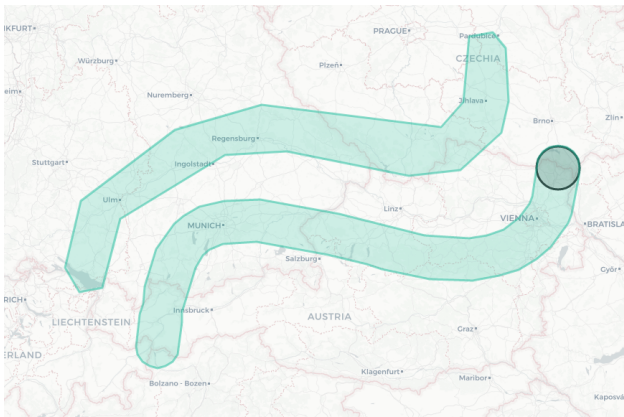 NKFURT
PRAGUE
Pardubice
Würzburg
Plzeň
CZECHIA
eim
Nuremberg
Jihlava
Brno
Zlín
Regensburg
Stuttgart
Ingolstadt
Ulm
Linz
MUNICH
VIENNA
BRATISLA
Salzburg
Győr
RICH
Innsbruck
LIECHTENSTEIN
AUSTRIA
Graz
ERLAND
Klagenfurt
Maribor
Bolzano - Bozen
Kaposvá